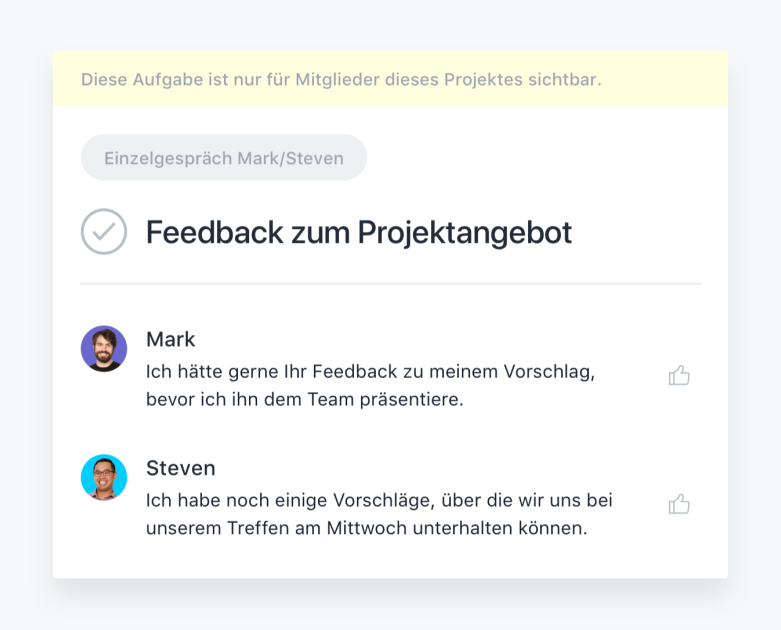 Diese Aufgabe ist nur für Mitglieder dieses Projektes sichtbar.
Einzelgespräch Mark/Steven
Feedback zum Projektangebot
Mark
Ich hätte gerne Ihr Feedback zu meinem Vorschlag,
bevor ich ihn dem Team präsentiere.
Steven
Ich habe noch einige Vorschläge, über die wir uns bei
unserem Treffen am Mittwoch unterhalten können.